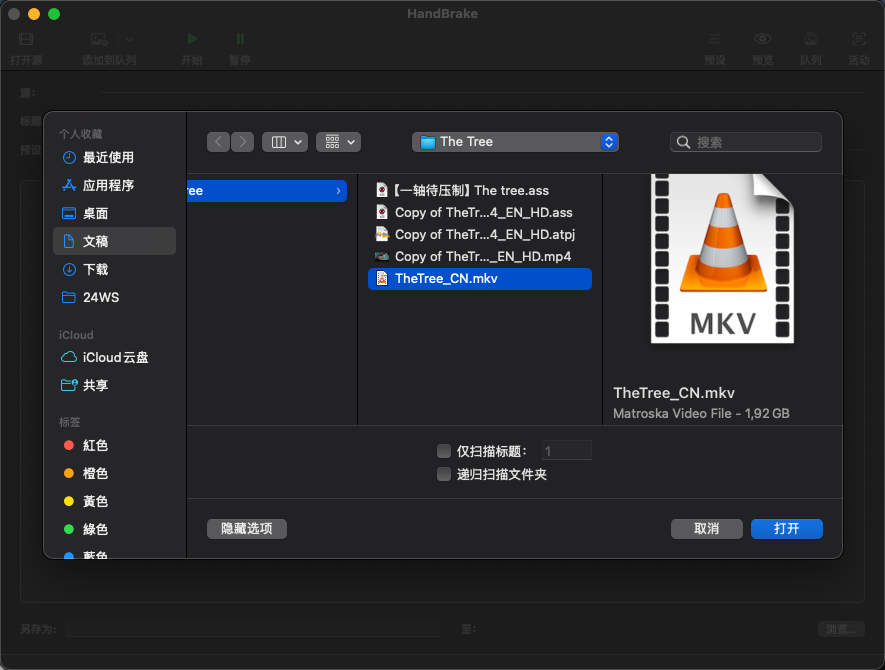 HandBrake
打开源
添加到队列
开始
暂停
预设
预览
队列
活动
源:
标题
预设
个人收藏
最近使用
应用程序
桌面
文稿
下载
24WS
iCloud
iCloud云盘
共享
标签
紅色
橙色
黃色
綠色
藍色
The Tree
搜索
ree
【一轴待压制】The tree.ass
Copy of TheTr...4_EN_HD.ass
Copy of TheTr...4_EN_HD.atpj
Copy of TheTr..._EN_HD.mp4
TheTree_CN.mkv
MKV
TheTree_CN.mkv
Matroska Video File - 1,92 GB
仅扫描标题: 1
递归扫描文件夹
隐藏选项
取消
打开
另存为:
至:
浏览...